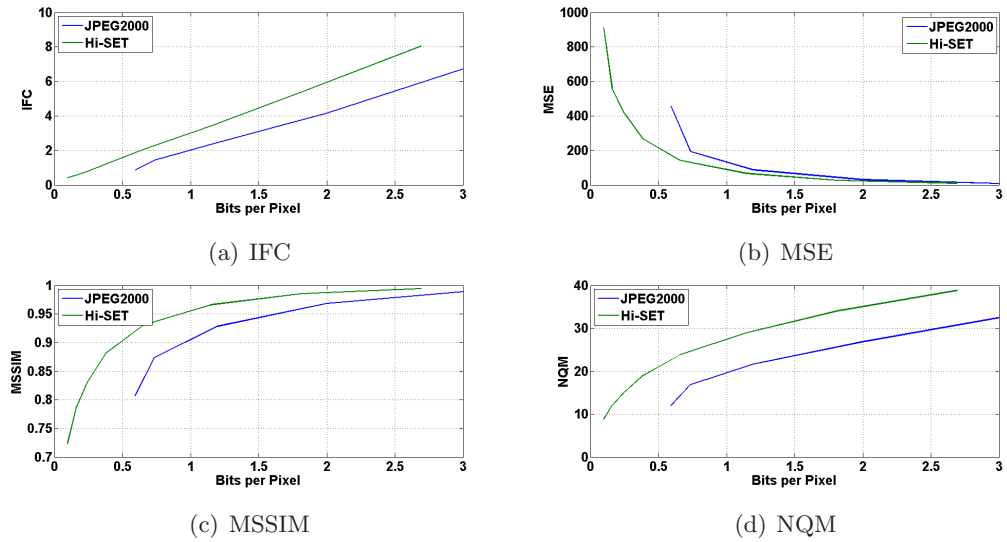 JPEG2000
Hi-SET
10
8
6
4
2
0
IFC
0 0.5 1 1.5 2 2.5 3
Bits per Pixel
(a) IFC
JPEG2000
Hi-SET
1000
800
600
400
200
0
MSE
0 0.5 1 1.5 2 2.5 3
Bits per Pixel
(b) MSE
JPEG2000
Hi-SET
1
0.95
0.9
0.85
0.8
0.75
0.7
MSSIM
0 0.5 1 1.5 2 2.5 3
Bits per Pixel
(c) MSSIM
JPEG2000
Hi-SET
40
30
20
10
0
NQM
0 0.5 1 1.5 2 2.5 3
Bits per Pixel
(d) NQM